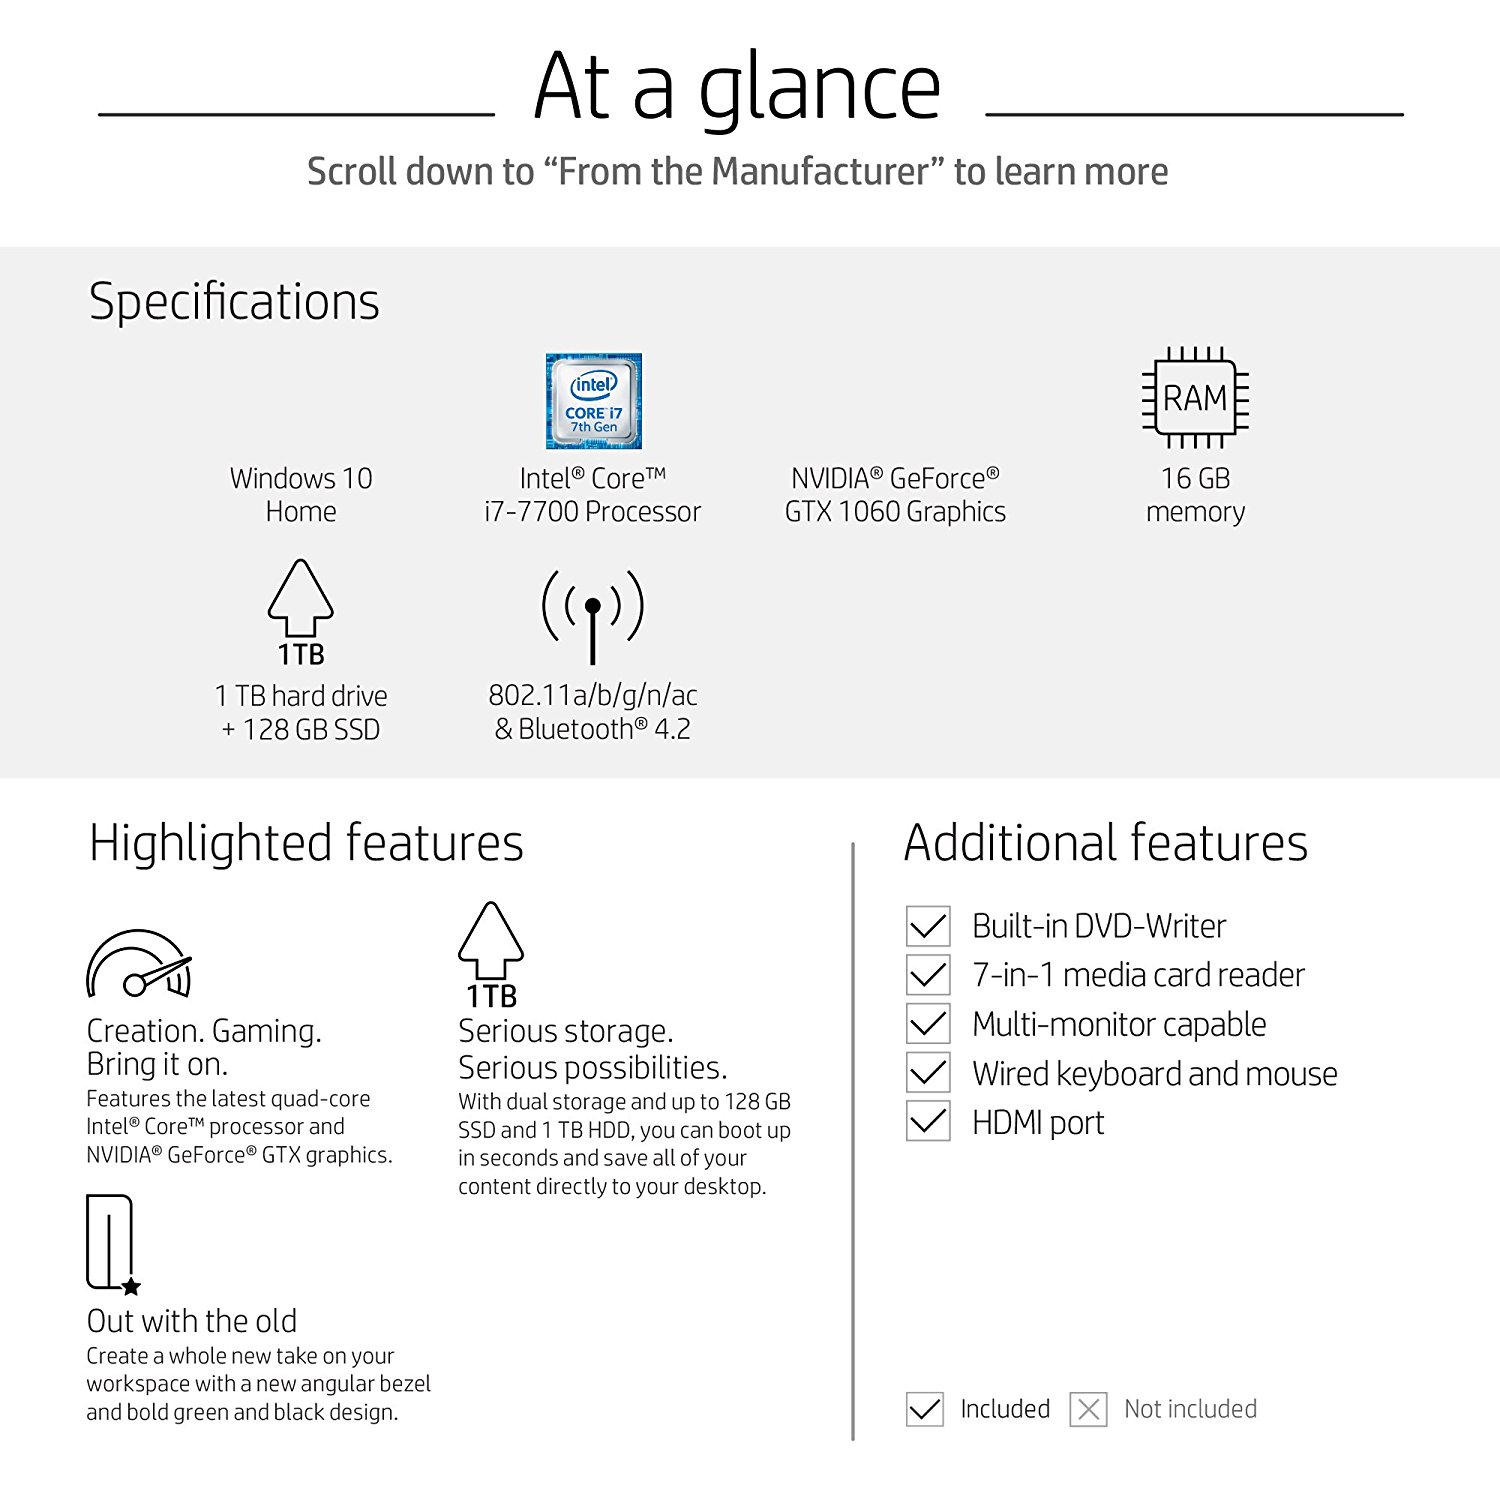 At a glance
Scroll down to “From the Manufacturer” to learn more
Specifications
intel®
CORE™ i7
7th Gen
RAM
Windows 10
Home
Intel® Core™
i7-7700 Processor
NVIDIA® GeForce®
GTX 1060 Graphics
16 GB
memory
1TB
1 TB hard drive
+ 128 GB SSD
802.11a/b/g/n/ac
& Bluetooth® 4.2
Highlighted features
Creation. Gaming.
Bring it on.
Features the latest quad-core
Intel® Core™ processor and
NVIDIA® GeForce® GTX graphics.
1TB
Serious storage.
Serious possibilities.
With dual storage and up to 128 GB
SSD and 1 TB HDD, you can boot up
in seconds and save all of your
content directly to your desktop.
Out with the old
Create a whole new take on your
workspace with a new angular bezel
and bold green and black design.
Additional features
Built-in DVD-Writer
7-in-1 media card reader
Multi-monitor capable
Wired keyboard and mouse
HDMI port
Included
Not included